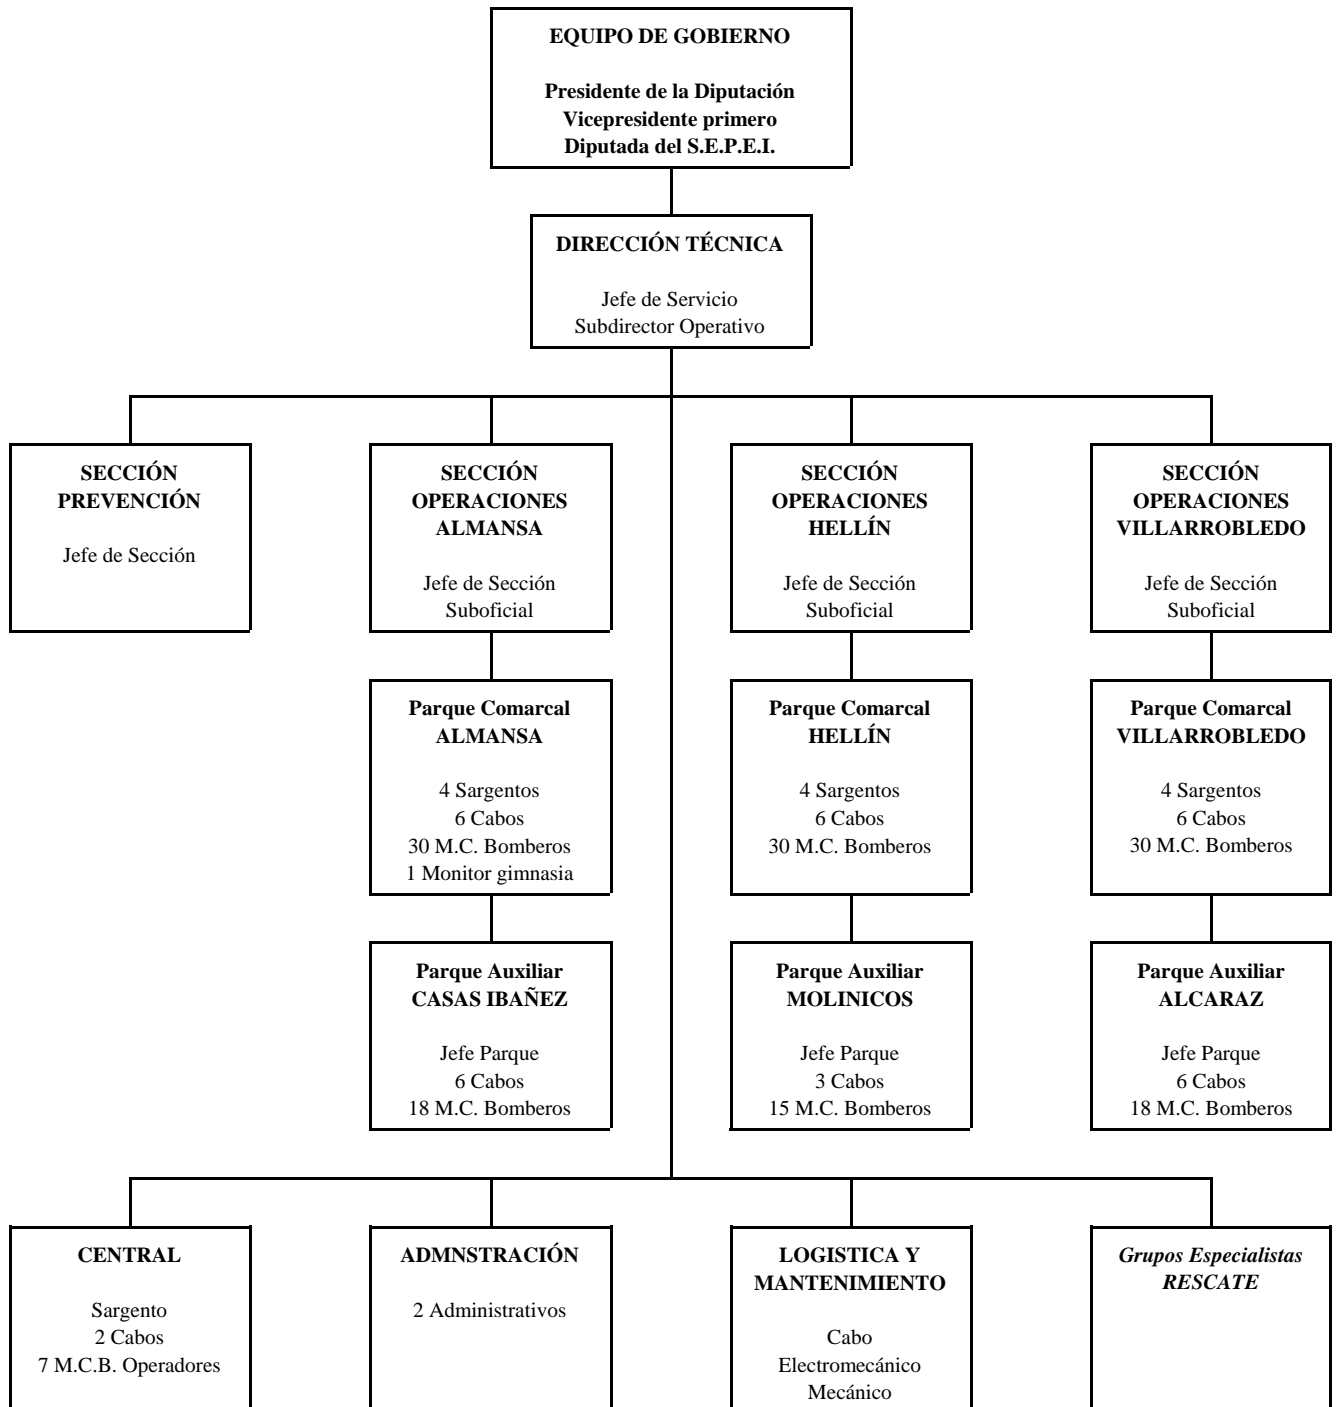 EQUIPO DE GOBIERNO
Presidente de la Diputación
Vicepresidente primero
Diputada del S.E.P.E.I.
DIRECCIÓN TÉCNICA
Jefe de Servicio
Subdirector Operativo
SECCIÓN
PREVENCIÓN
Jefe de Sección
SECCIÓN
OPERACIONES
ALMANSA
Jefe de Sección
Suboficial
SECCIÓN
OPERACIONES
HELLÍN
Jefe de Sección
Suboficial
SECCIÓN
OPERACIONES
VILLARROBLEDO
Jefe de Sección
Suboficial
Parque Comarcal
ALMANSA
4 Sargentos
6 Cabos
30 M.C. Bomberos
1 Monitor gimnasia
Parque Comarcal
HELLÍN
4 Sargentos
6 Cabos
30 M.C. Bomberos
Parque Comarcal
VILLARROBLEDO
4 Sargentos
6 Cabos
30 M.C. Bomberos
Parque Auxiliar
CASAS IBAÑEZ
Jefe Parque
6 Cabos
18 M.C. Bomberos
Parque Auxiliar
MOLINICOS
Jefe Parque
3 Cabos
15 M.C. Bomberos
Parque Auxiliar
ALCARAZ
Jefe Parque
6 Cabos
18 M.C. Bomberos
CENTRAL
Sargento
2 Cabos
7 M.C.B. Operadores
ADMNSTRACIÓN
2 Administrativos
LOGISTICA Y
MANTENIMIENTO
Cabo
Electromecánico
Mecánico
Grupos Especialistas
RESCATE